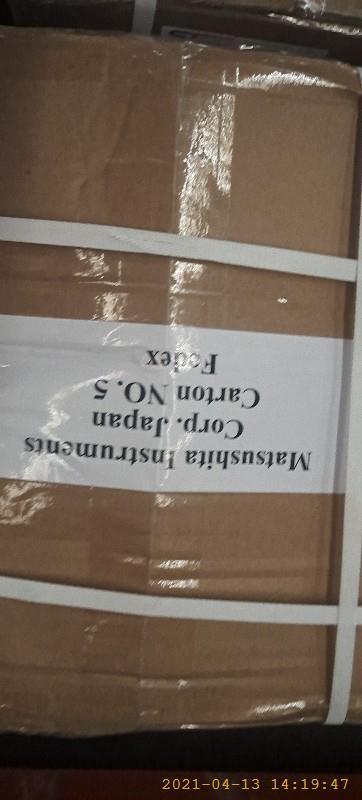 Matsushita Instruments
Corp. Japan
Carton NO. 5
Fedex
2021-04-13 14:19:47